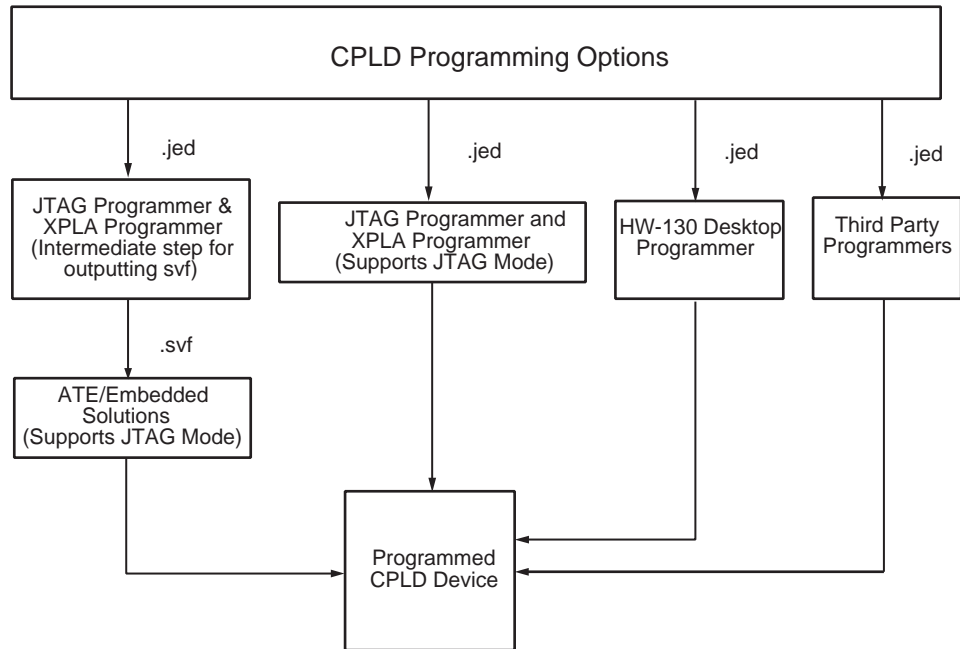 CPLD Programming Options
.jed
.jed
.jed
.jed
JTAG Programmer &
XPLA Programmer
(Intermediate step for
outputting svf)
JTAG Programmer and
XPLA Programmer
(Supports JTAG Mode)
HW-130 Desktop
Programmer
Third Party
Programmers
.svf
ATE/Embedded
Solutions
(Supports JTAG Mode)
Programmed
CPLD Device